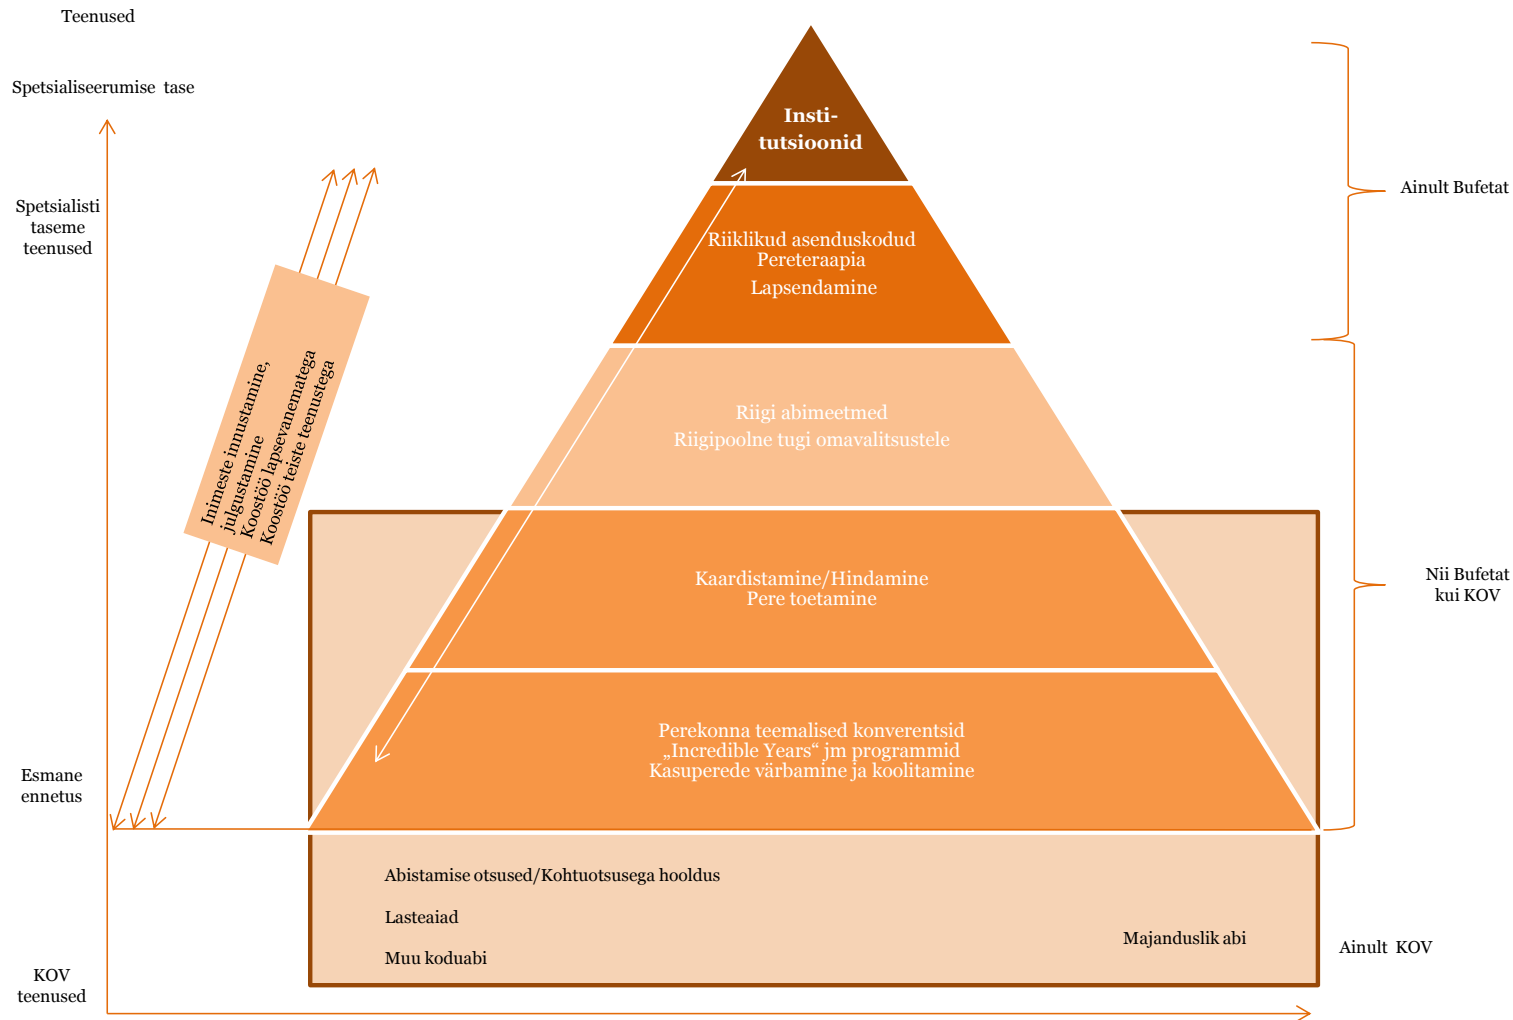 Teenused
Spetsialiseerumise tase
Spetsialisti
taseme
teenused
Esmane
ennetus
KOV
teenused
Inimeste innustamine,
julgustamine
Koostöö lapsevanematega
Koostöö teiste teenustega
Insti-
tutsioonid
Riiklikud asenduskodud
Pereteraapia
Lapsendamine
Riigi abimeetmed
Riigipoolne tugi omavalitsustele
Kaardistamine/Hindamine
Pere toetamine
Perekonna teemalised konverentsid
„Incredible Years“ jm programmid
Kasuperede värbamine ja koolitamine
Abistamise otsused/Kohtuotsusega hooldus
Lasteaiad
Muu koduabi
Majanduslik abi
Ainult Bufetat
Nii Bufetat
kui KOV
Ainult KOV